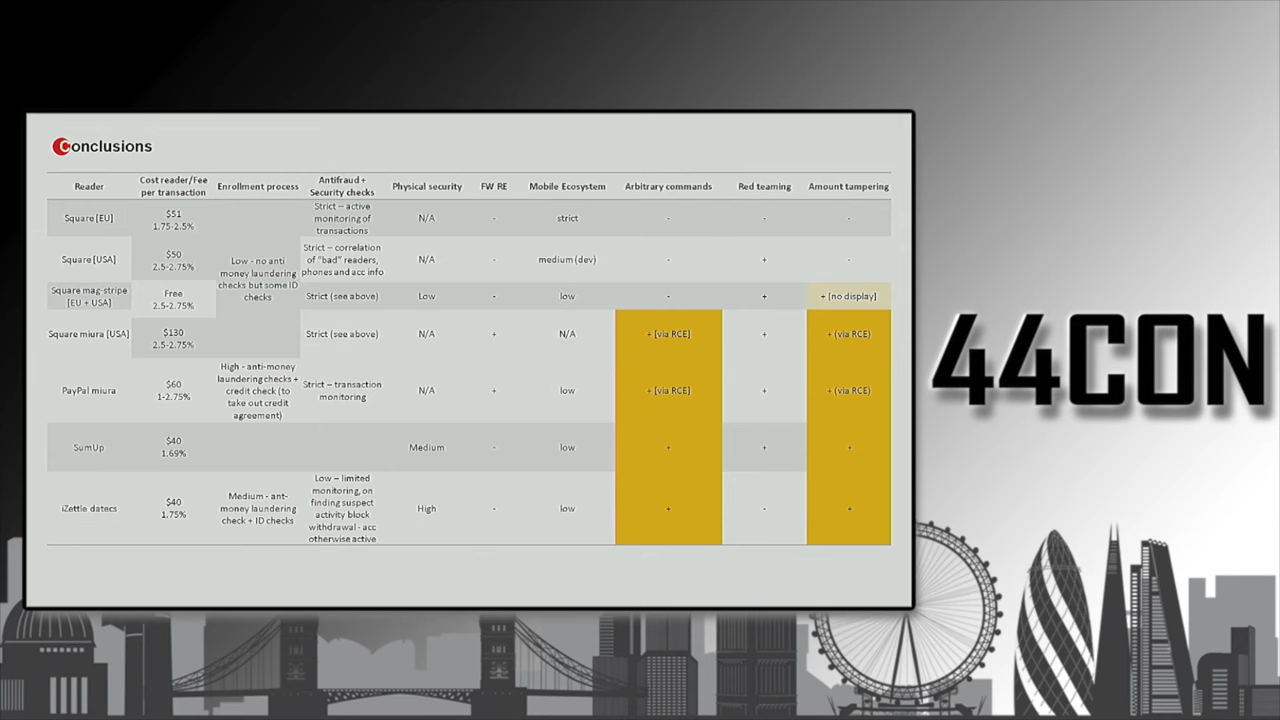 Conclusions
Reader
Cost reader/Fee
per transaction
Enrollment process
Antifraud +
Security checks
Physical security
FW RE
Mobile Ecosystem
Arbitrary commands
Red teaming
Amount tampering
Square [EU]
$51
1.75-2.5%
Strict – active
monitoring of
transactions
N/A
-
strict
-
-
-
Square [USA]
$50
2.5-2.75%
Low - no anti
money laundering
checks but some ID
checks
Strict – correlation
of "bad" readers,
phones and acc info
N/A
-
medium (dev)
-
+
-
Square mag-stripe
[EU + USA]
Free
2.5-2.75%
Strict (see above)
Low
-
low
-
+
+ [no display]
Square miura [USA]
$130
2.5-2.75%
Strict (see above)
N/A
+
N/A
+ [via RCE]
+
+ (via RCE)
PayPal miura
$60
1-2.75%
High - anti-money
laundering checks +
credit check (to
take out credit
agreement)
Strict – transaction
monitoring
N/A
+
low
+ [via RCE]
+
+ (via RCE)
SumUp
$40
1.69%
Medium
-
low
+
+
+
iZettle datecs
$40
1.75%
Medium - anti-
money laundering
check + ID checks
Low – limited
monitoring, on
finding suspect
activity block
withdrawal - acc
otherwise active
High
-
low
+
-
+
44CON